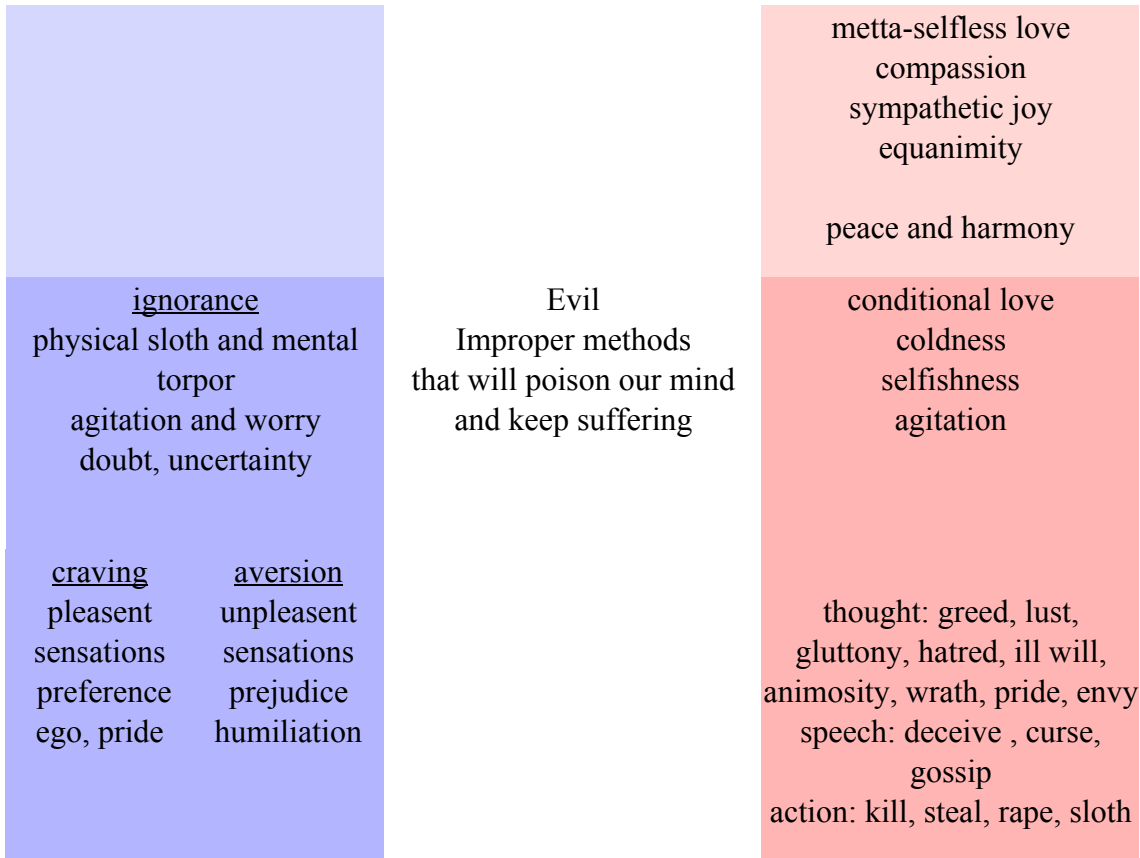 metta-selfless love
compassion
sympathetic joy
equanimity
peace and harmony
ignorance
physical sloth and mental
torpor
agitation and worry
doubt, uncertainty
Evil
Improper methods
that will poison our mind
and keep suffering
conditional love
coldness
selfishness
agitation
craving
pleasent
sensations
preference
ego, pride
aversion
unpleasent
sensations
prejudice
humiliation
thought: greed, lust,
gluttony, hatred, ill will,
animosity, wrath, pride, envy
speech: deceive , curse,
gossip
action: kill, steal, rape, sloth